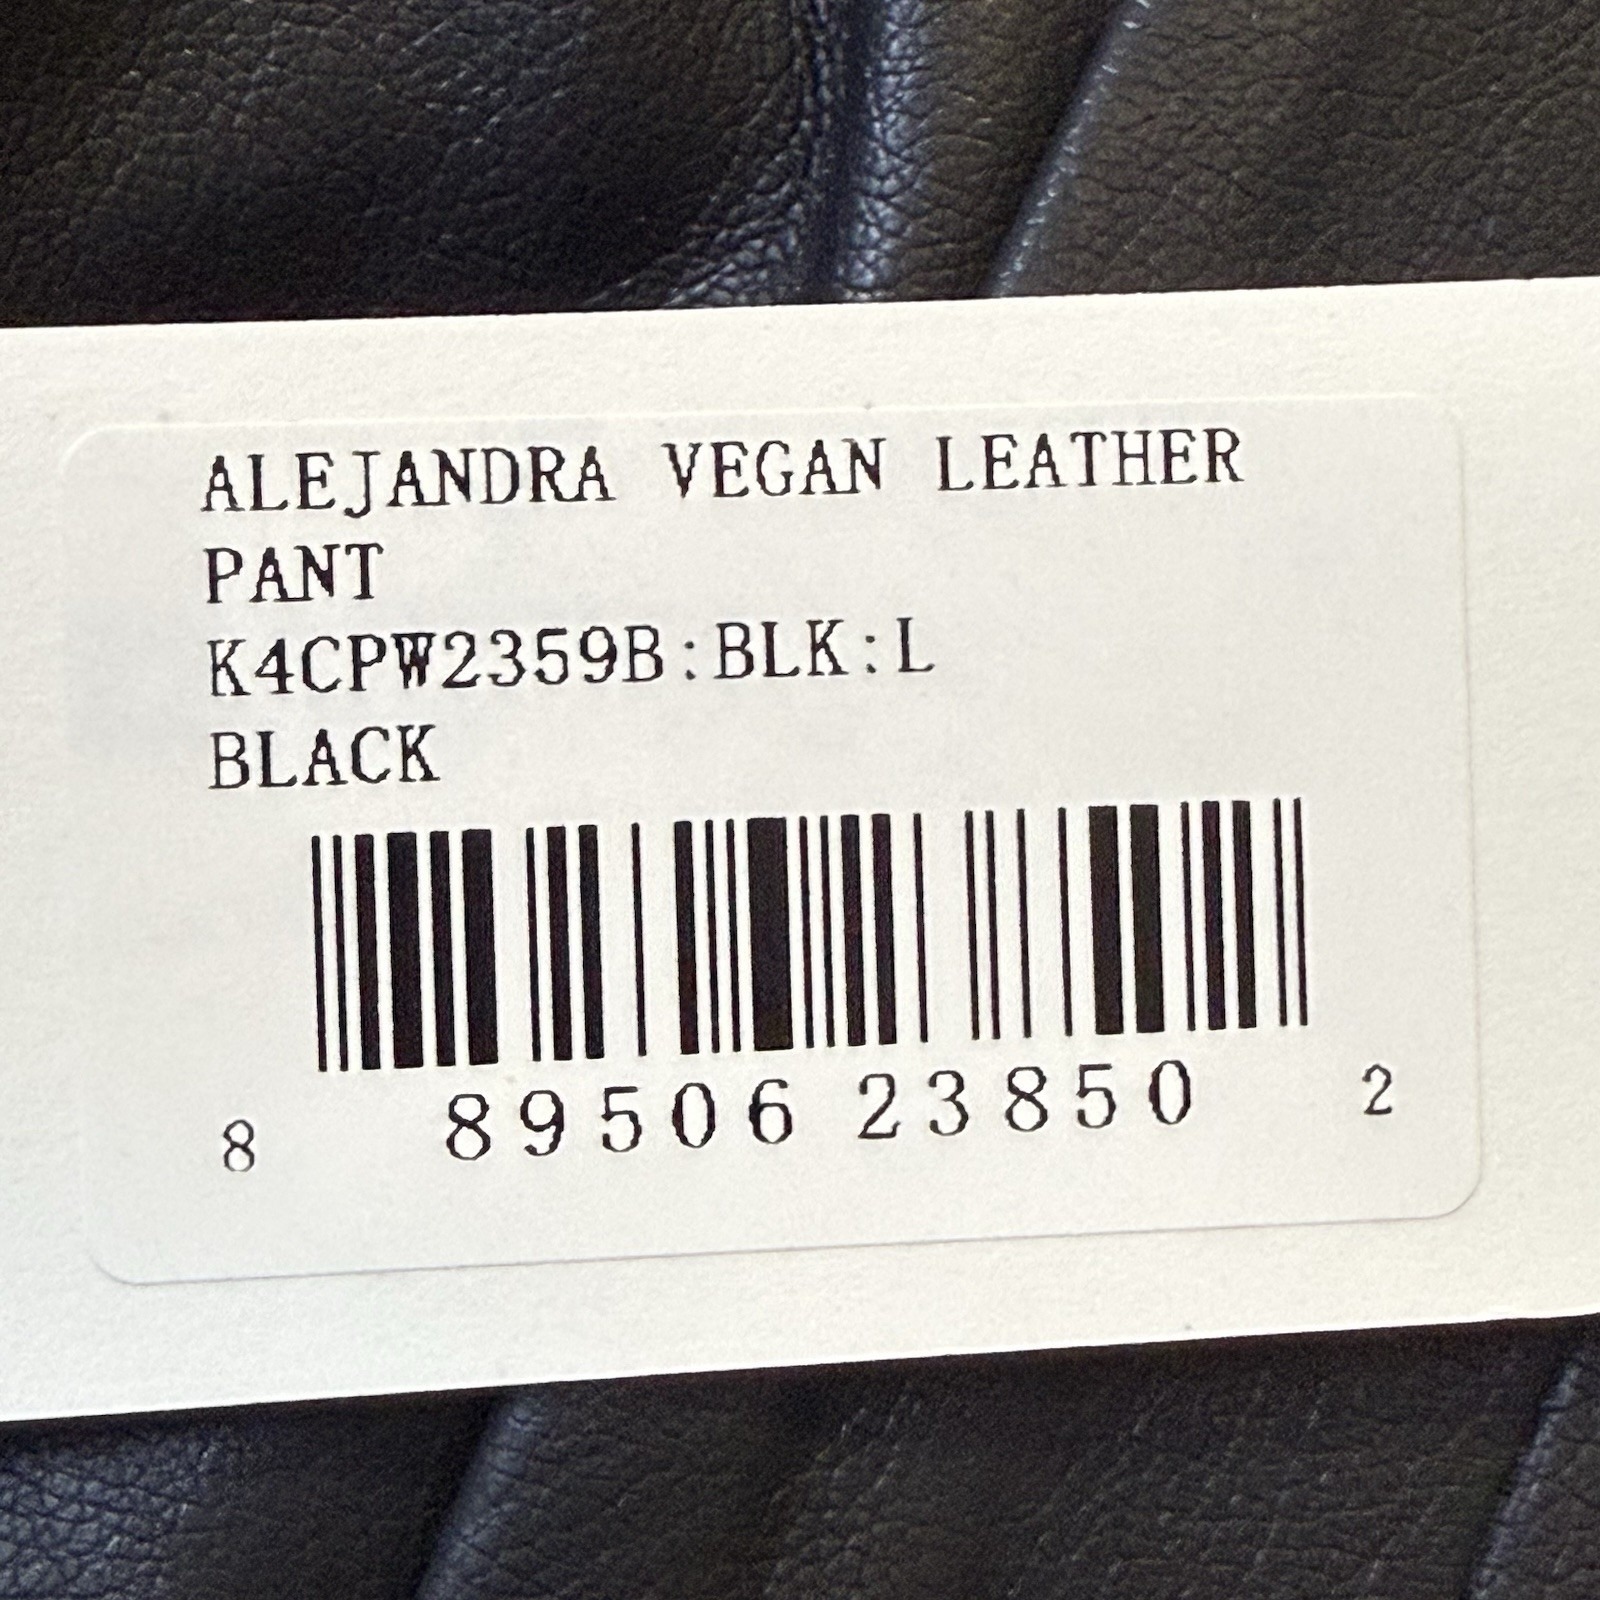 ALEJANDRA VEGAN LEATHER
PANT
K4CPW2359B:BLK:L
BLACK
8 89506 23850 2